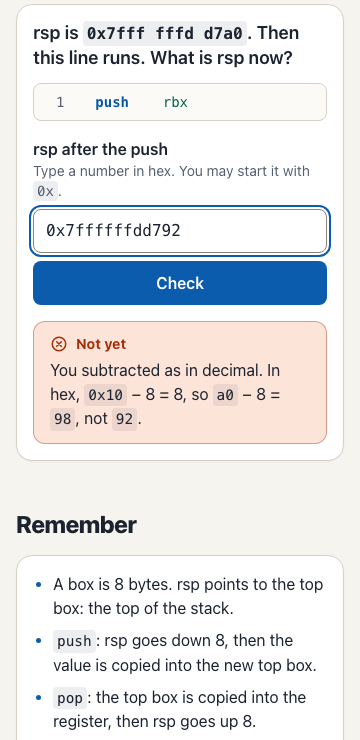 rsp is 0x7fff fffd d7a0. Then
this line runs. What is rsp now?
1 push rbx
rsp after the push
Type a number in hex. You may start it with
0x.
0x7ffffffdd792
Check
Not yet
You subtracted as in decimal. In
hex, 0x10 − 8 = 8, so a0 − 8 =
98, not 92.
Remember
• A box is 8 bytes. rsp points to the top
box: the top of the stack.
• push: rsp goes down 8, then the
value is copied into the new top box.
• pop: the top box is copied into the
register, then rsp goes up 8.